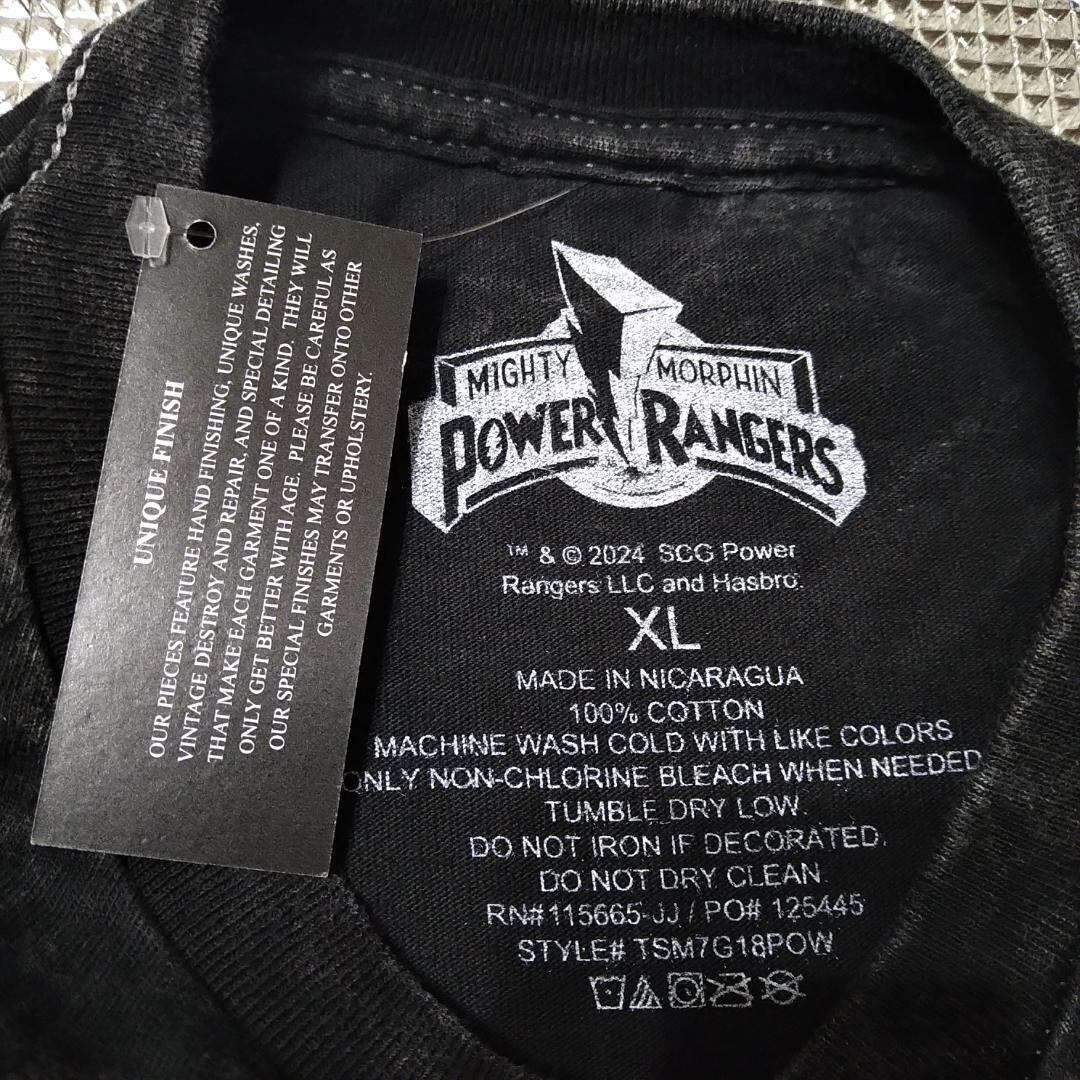 UNIQUE FINISH
OUR PIECES FEATURE HAND FINISHING, UNIQUE WASHES,
VINTAGE DESTROY AND REPAIR, AND SPECIAL DETAILING
THAT MAKE EACH GARMENT ONE OF A KIND. THEY WILL
ONLY GET BETTER WITH AGE. PLEASE BE CAREFUL AS
OUR SPECIAL FINISHES MAY TRANSFER ONTO OTHER
GARMENTS OR UPHOLSTERY.
MIGHTY MORPHIN
POWER RANGERS
™ & © 2024 SCG Power
Rangers LLC and Hasbro.
XL
MADE IN NICARAGUA
100% COTTON
MACHINE WASH COLD WITH LIKE COLORS
ONLY NON-CHLORINE BLEACH WHEN NEEDED
TUMBLE DRY LOW.
DO NOT IRON IF DECORATED.
DO NOT DRY CLEAN
RN#115665-JJ / PO# 125445
STYLE# TSM7G18POW